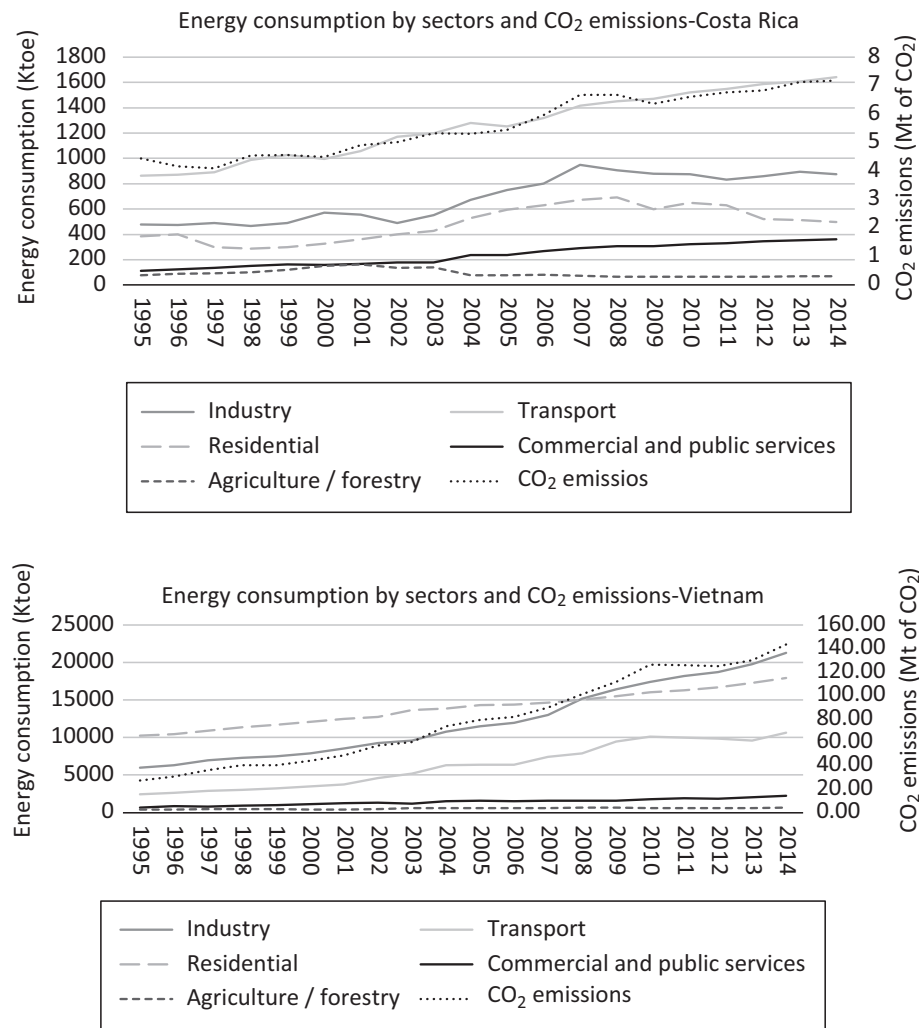 Energy consumption by sectors and CO₂ emissions-Costa Rica
Energy consumption (Ktoe)
1800
1600
1400
1200
1000
800
600
400
200
0
8
7
6
5
4
3
2
1
0
CO₂ emissions (Mt of CO₂)
1995 1996 1997 1998 1999 2000 2001 2002 2003 2004 2005 2006 2007 2008 2009 2010 2011 2012 2013 2014
Industry Transport
Residential Commercial and public services
Agriculture / forestry CO₂ emissios
Energy consumption by sectors and CO₂ emissions-Vietnam
Energy consumption (Ktoe)
25000
20000
15000
10000
5000
0
160.00
140.00
120.00
100.00
80.00
60.00
40.00
20.00
0.00
CO₂ emissions (Mt of CO₂)
1995 1996 1997 1998 1999 2000 2001 2002 2003 2004 2005 2006 2007 2008 2009 2010 2011 2012 2013 2014
Industry Transport
Residential Commercial and public services
Agriculture / forestry CO₂ emissions